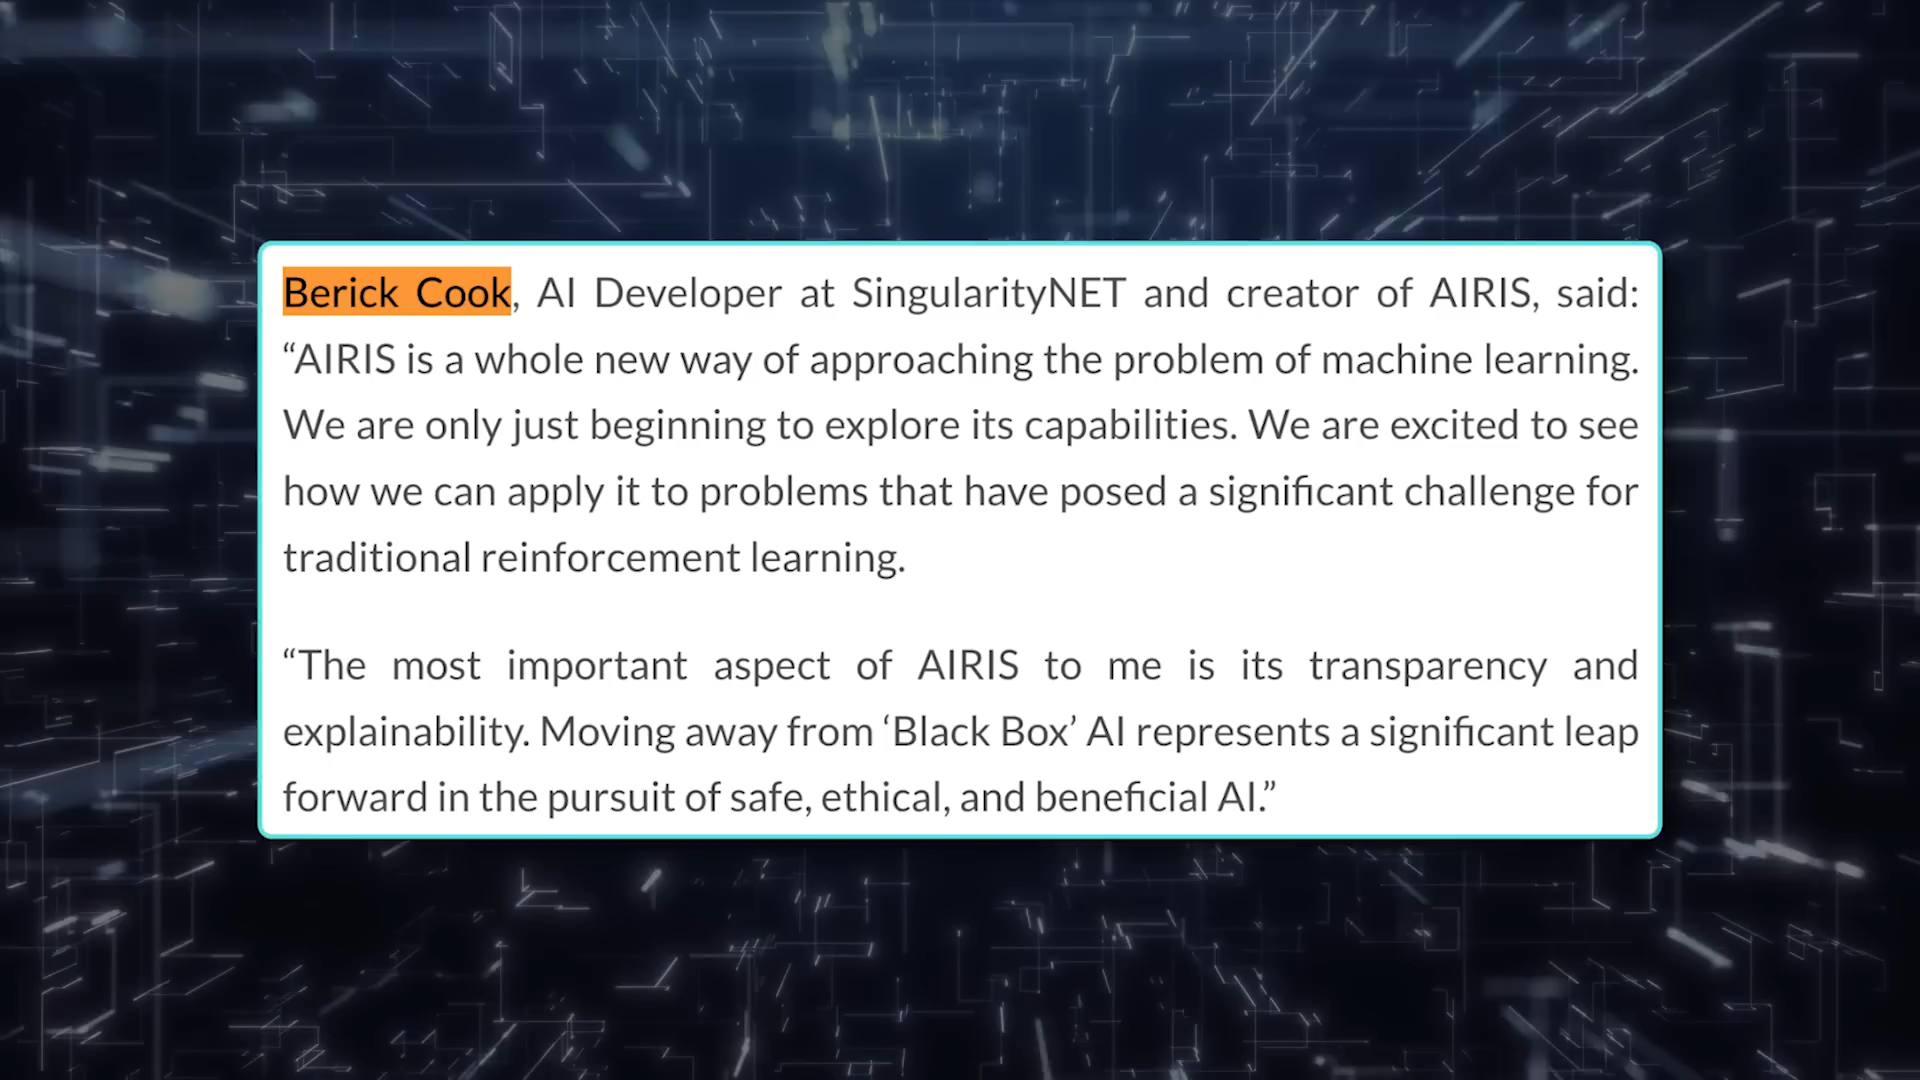 Berick Cook, AI Developer at SingularityNET and creator of AIRIS, said:
“AIRIS is a whole new way of approaching the problem of machine learning.
We are only just beginning to explore its capabilities. We are excited to see
how we can apply it to problems that have posed a significant challenge for
traditional reinforcement learning.
“The most important aspect of AIRIS to me is its transparency and
explainability. Moving away from ‘Black Box’ AI represents a significant leap
forward in the pursuit of safe, ethical, and beneficial AI.”